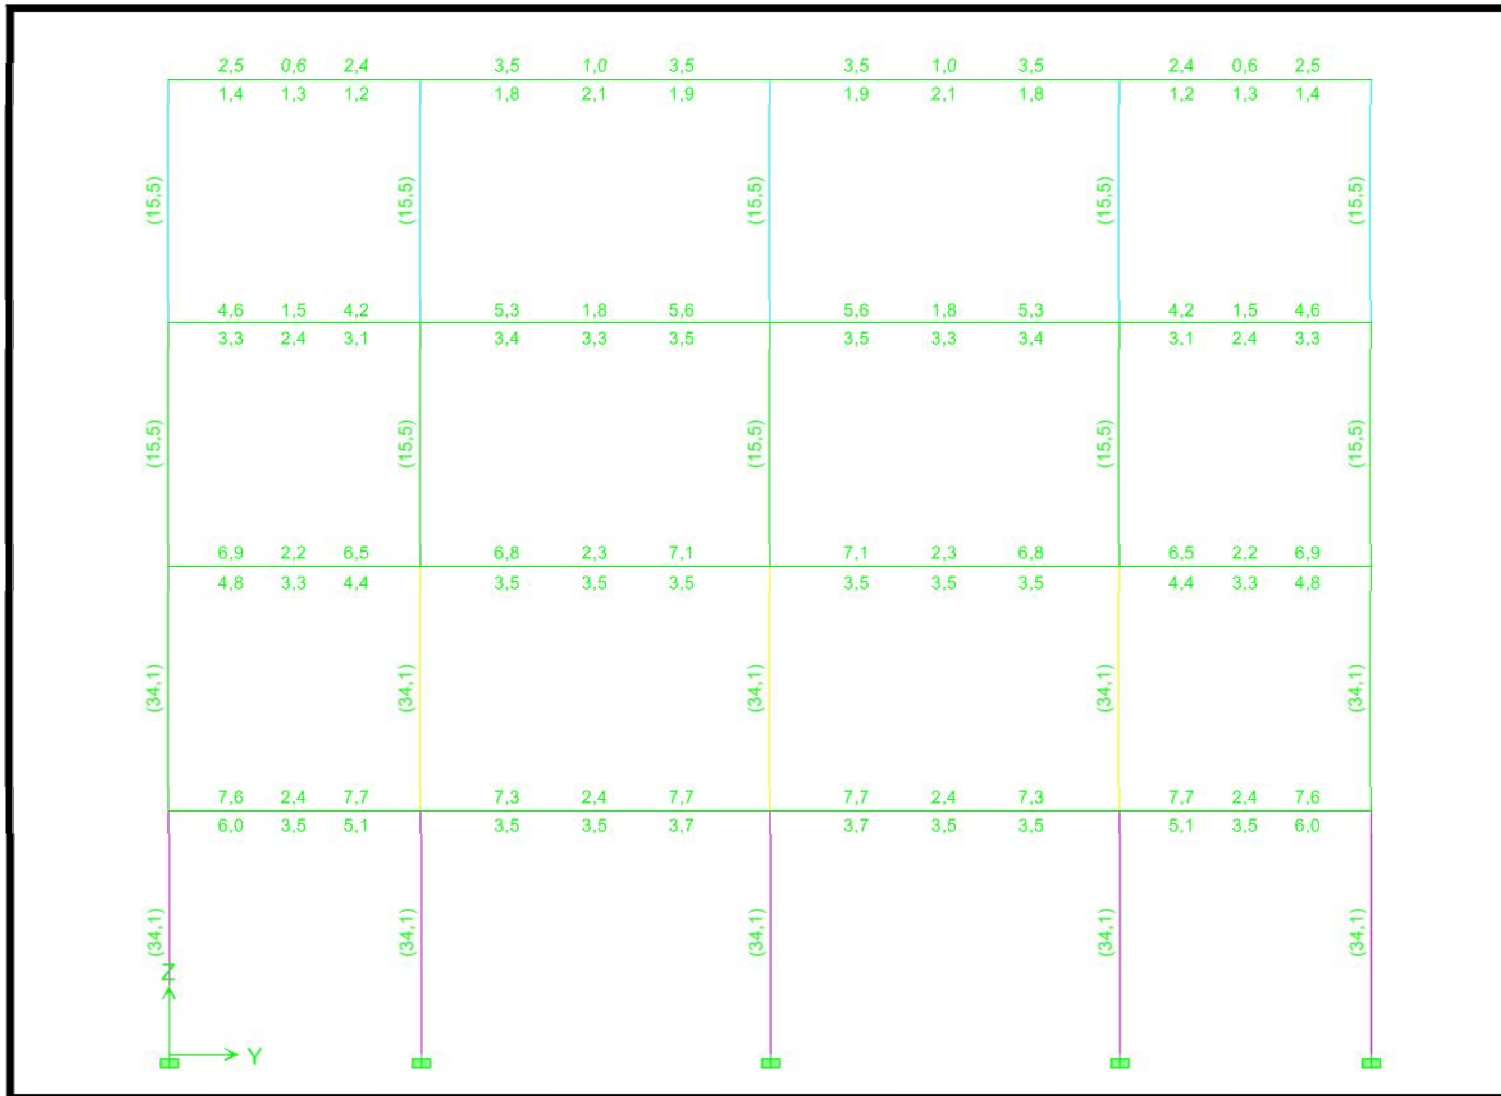 2,5 0,6 2,4 3,5 1,0 3,5 3,5 1,0 3,5 2,4 0,6 2,5
1,4 1,3 1,2 1,8 2,1 1,9 1,9 2,1 1,8 1,2 1,3 1,4
(15,5) (15,5) (15,5) (15,5) (15,5)
4,6 1,5 4,2 5,3 1,8 5,6 5,6 1,8 5,3 4,2 1,5 4,6
3,3 2,4 3,1 3,4 3,3 3,5 3,5 3,3 3,4 3,1 2,4 3,3
(15,5) (15,5) (15,5) (15,5) (15,5)
6,9 2,2 6,5 6,8 2,3 7,1 7,1 2,3 6,8 6,5 2,2 6,9
4,8 3,3 4,4 3,5 3,5 3,5 3,5 3,5 3,5 4,4 3,3 4,8
(34,1) (34,1) (34,1) (34,1) (34,1)
7,6 2,4 7,7 7,3 2,4 7,7 7,7 2,4 7,3 7,7 2,4 7,6
6,0 3,5 5,1 3,5 3,5 3,7 3,7 3,5 3,5 5,1 3,5 6,0
(34,1) (34,1) (34,1) (34,1) (34,1)
Z
Y